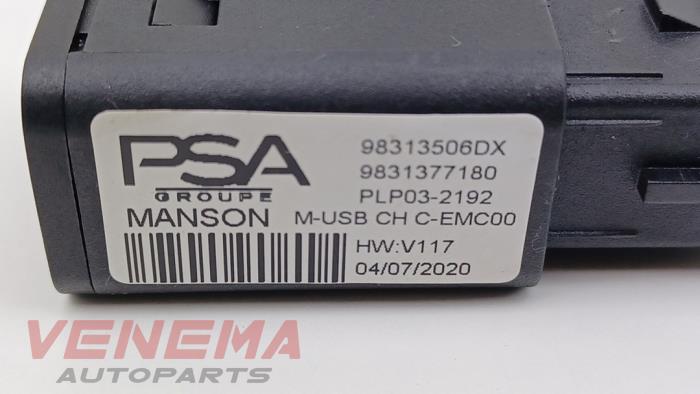 PSA
GROUPE
98313506DX
9831377180
PLP03-2192
MANSON M-USB CH C-EMC00
HW:V117
04/07/2020
VENEMA
AUTOPARTS